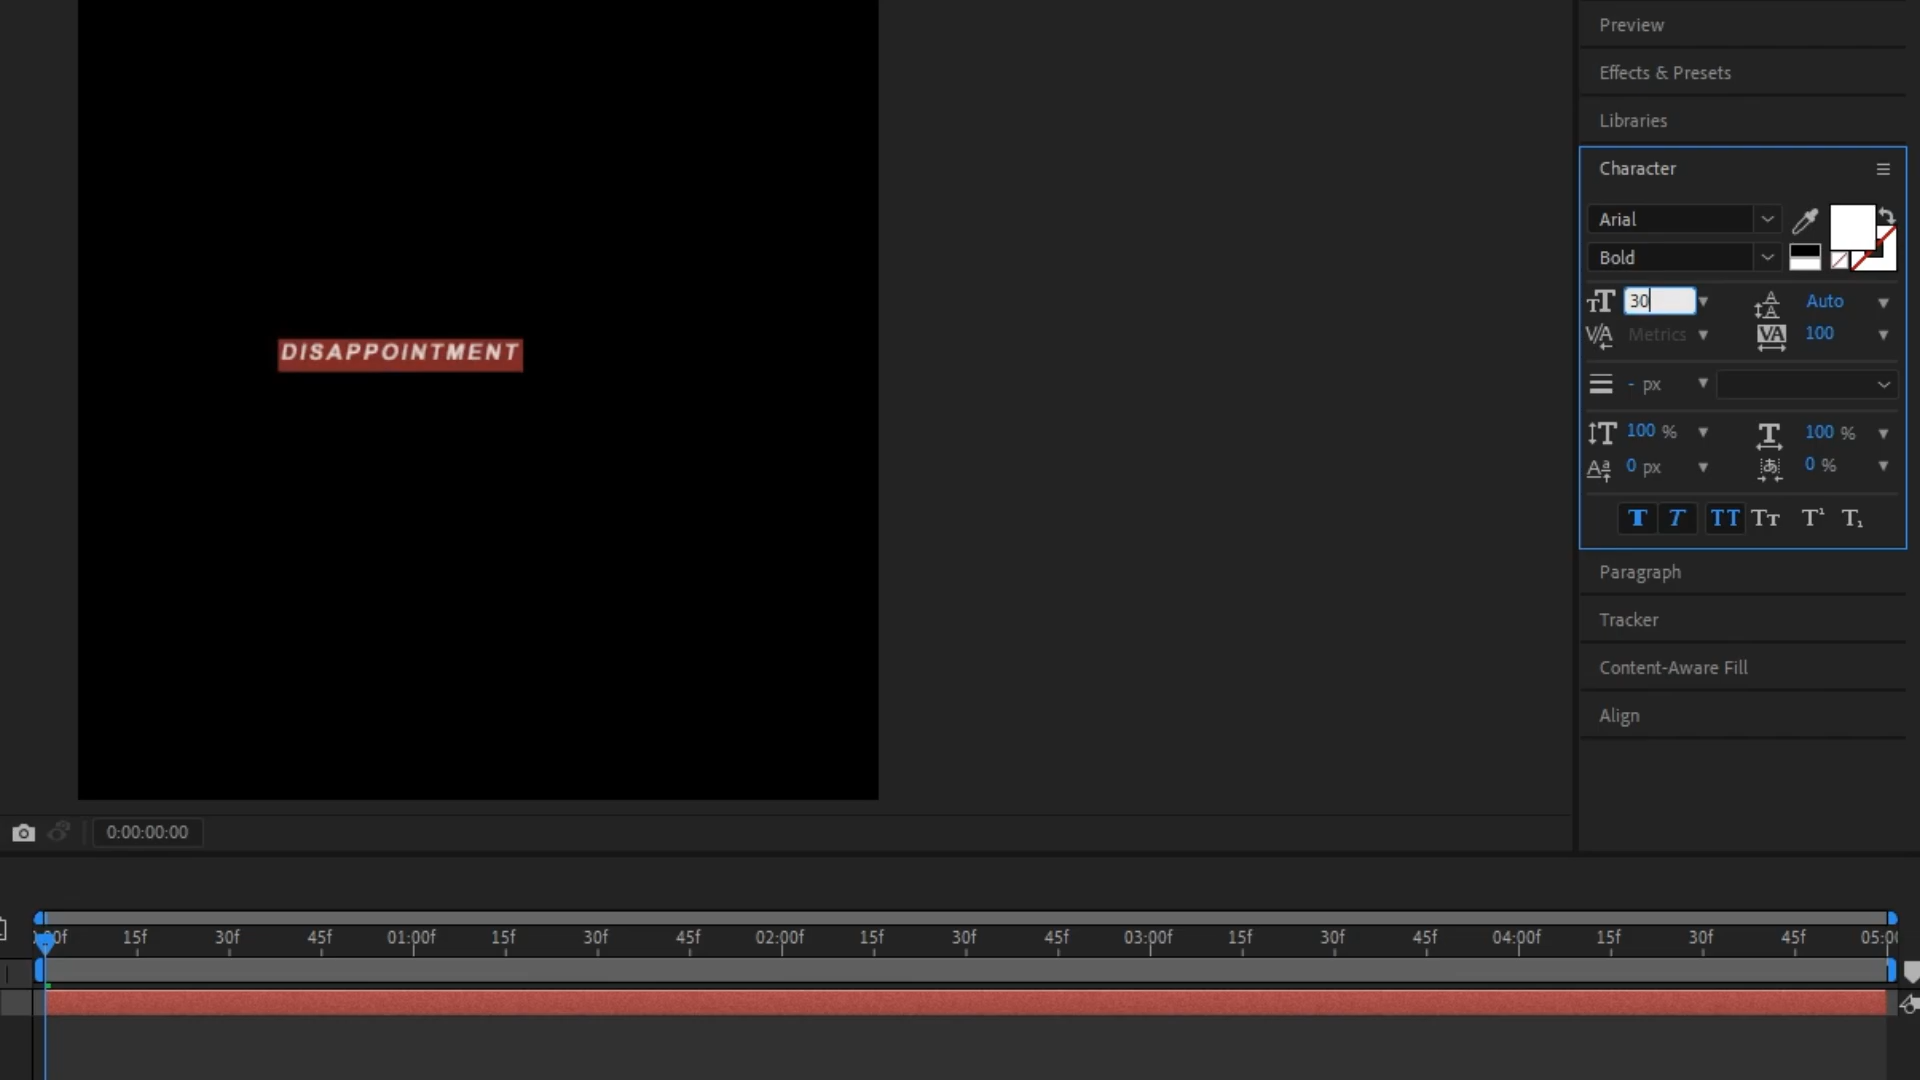 Preview
Effects & Presets
Libraries
Character
Arial
Bold
30
Auto
Metrics
100
- px
100 %
100 %
0 px
0 %
Paragraph
Tracker
Content-Aware Fill
Align
DISAPPOINTMENT
0:00:00:00
15f 30f 45f 01:00f 15f 30f 45f 02:00f 15f 30f 45f 03:00f 15f 30f 45f 04:00f 15f 30f 45f 05:00